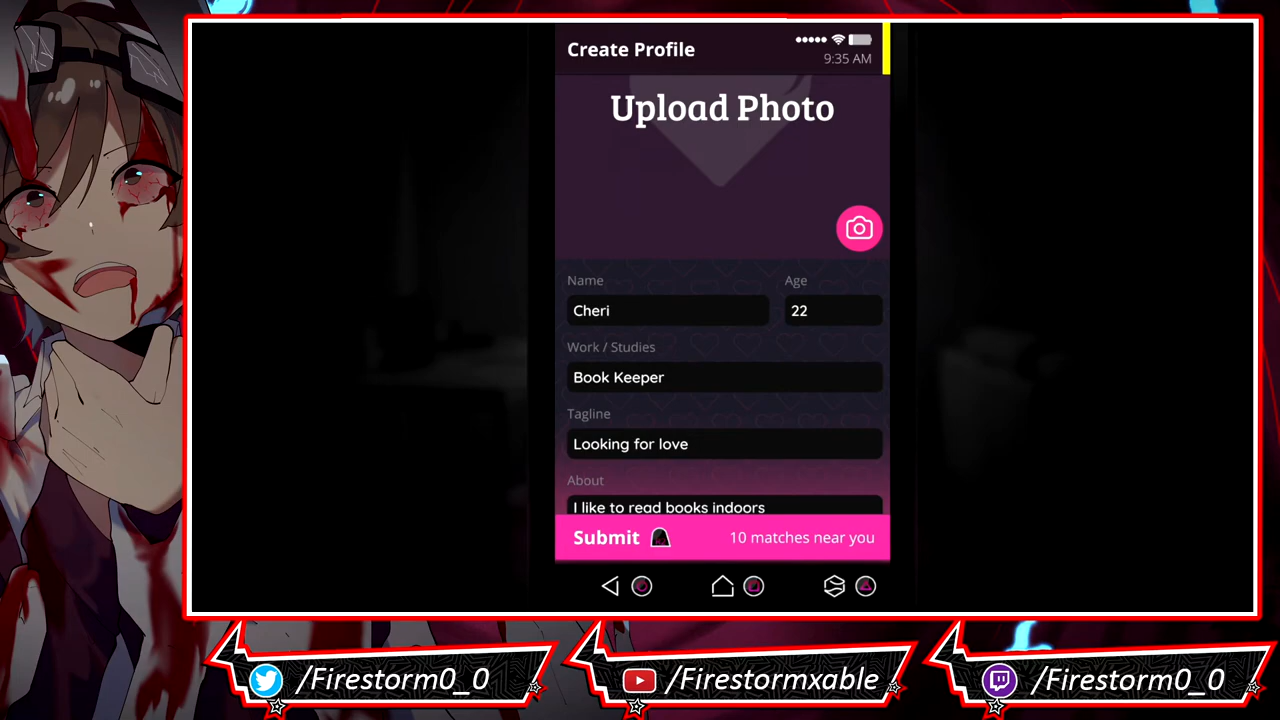 Create Profile
9:35 AM
Upload Photo
Name
Age
Cheri
22
Work / Studies
Book Keeper
Tagline
Looking for love
About
I like to read books indoors
Submit
10 matches near you
/Firestorm0_0
/Firestormxable
/Firestorm0_0